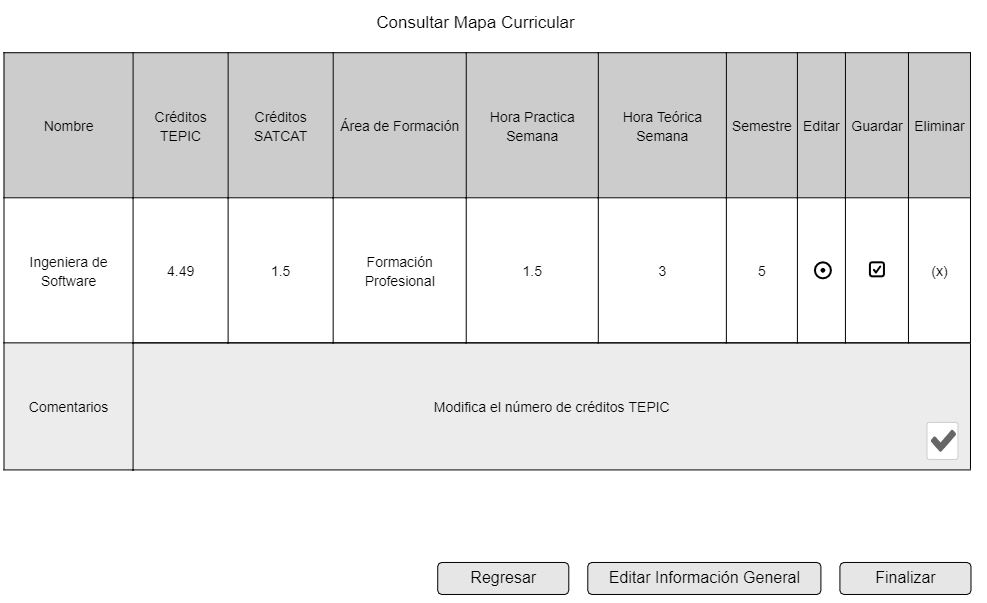 Consultar Mapa Curricular
Nombre
Créditos
TEPIC
Créditos
SATCAT
Área de Formación
Hora Practica
Semana
Hora Teórica
Semana
Semestre
Editar
Guardar
Eliminar
Ingeniera de
Software
4.49
1.5
Formación
Profesional
1.5
3
5
(x)
Comentarios
Modifica el número de créditos TEPIC
Regresar
Editar Información General
Finalizar